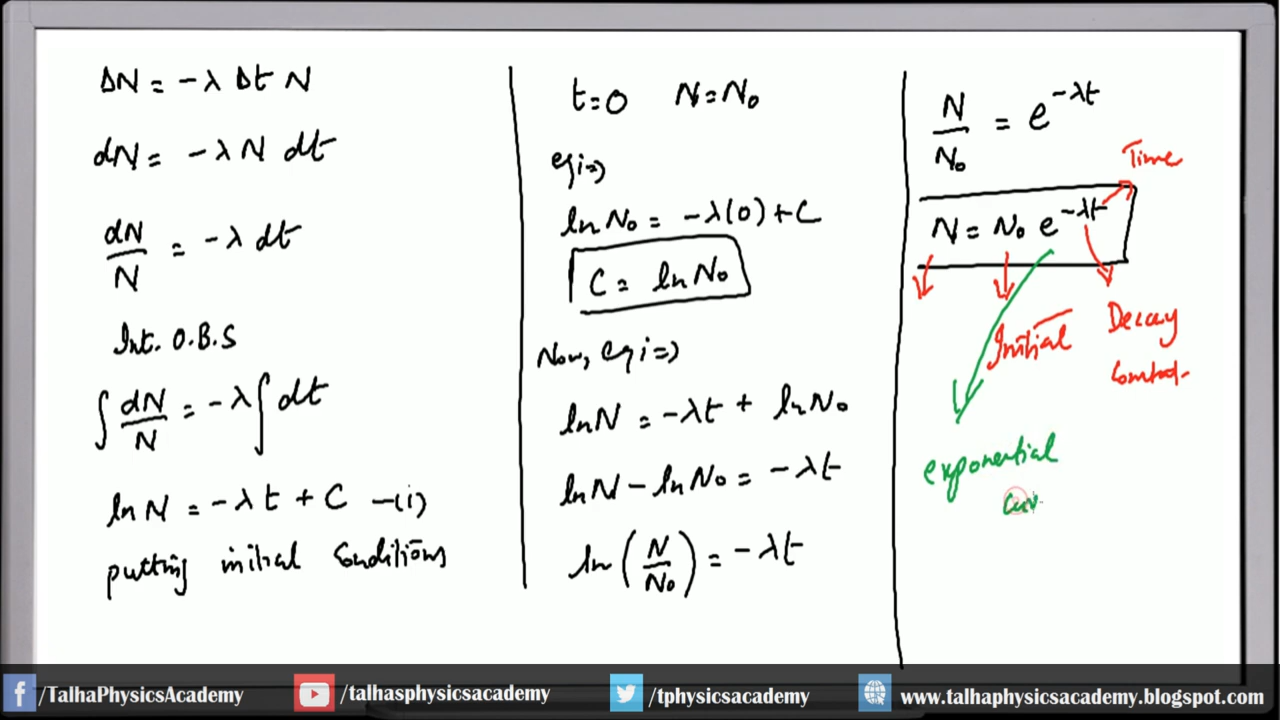 ΔN = -λ Δt N
dN = -λ N dt
dN/N = -λ dt
Int. O.B.S
∫ dN/N = -λ ∫ dt
ln N = -λ t + C —(i)
putting initial conditions
t=0 N=N₀
eq i⇒
ln N₀ = -λ(0) + C
C = ln N₀
Now, eq i⇒
ln N = -λt + ln N₀
ln N - ln N₀ = -λt
ln (N/N₀) = -λt
N/N₀ = e^-λt
Time
N = N₀ e^-λt
Initial
Decay
exponential
/TalhaPhysicsAcademy /talhasphysicsacademy /tphysicsacademy www.talhaphysicsacademy.blogspot.com